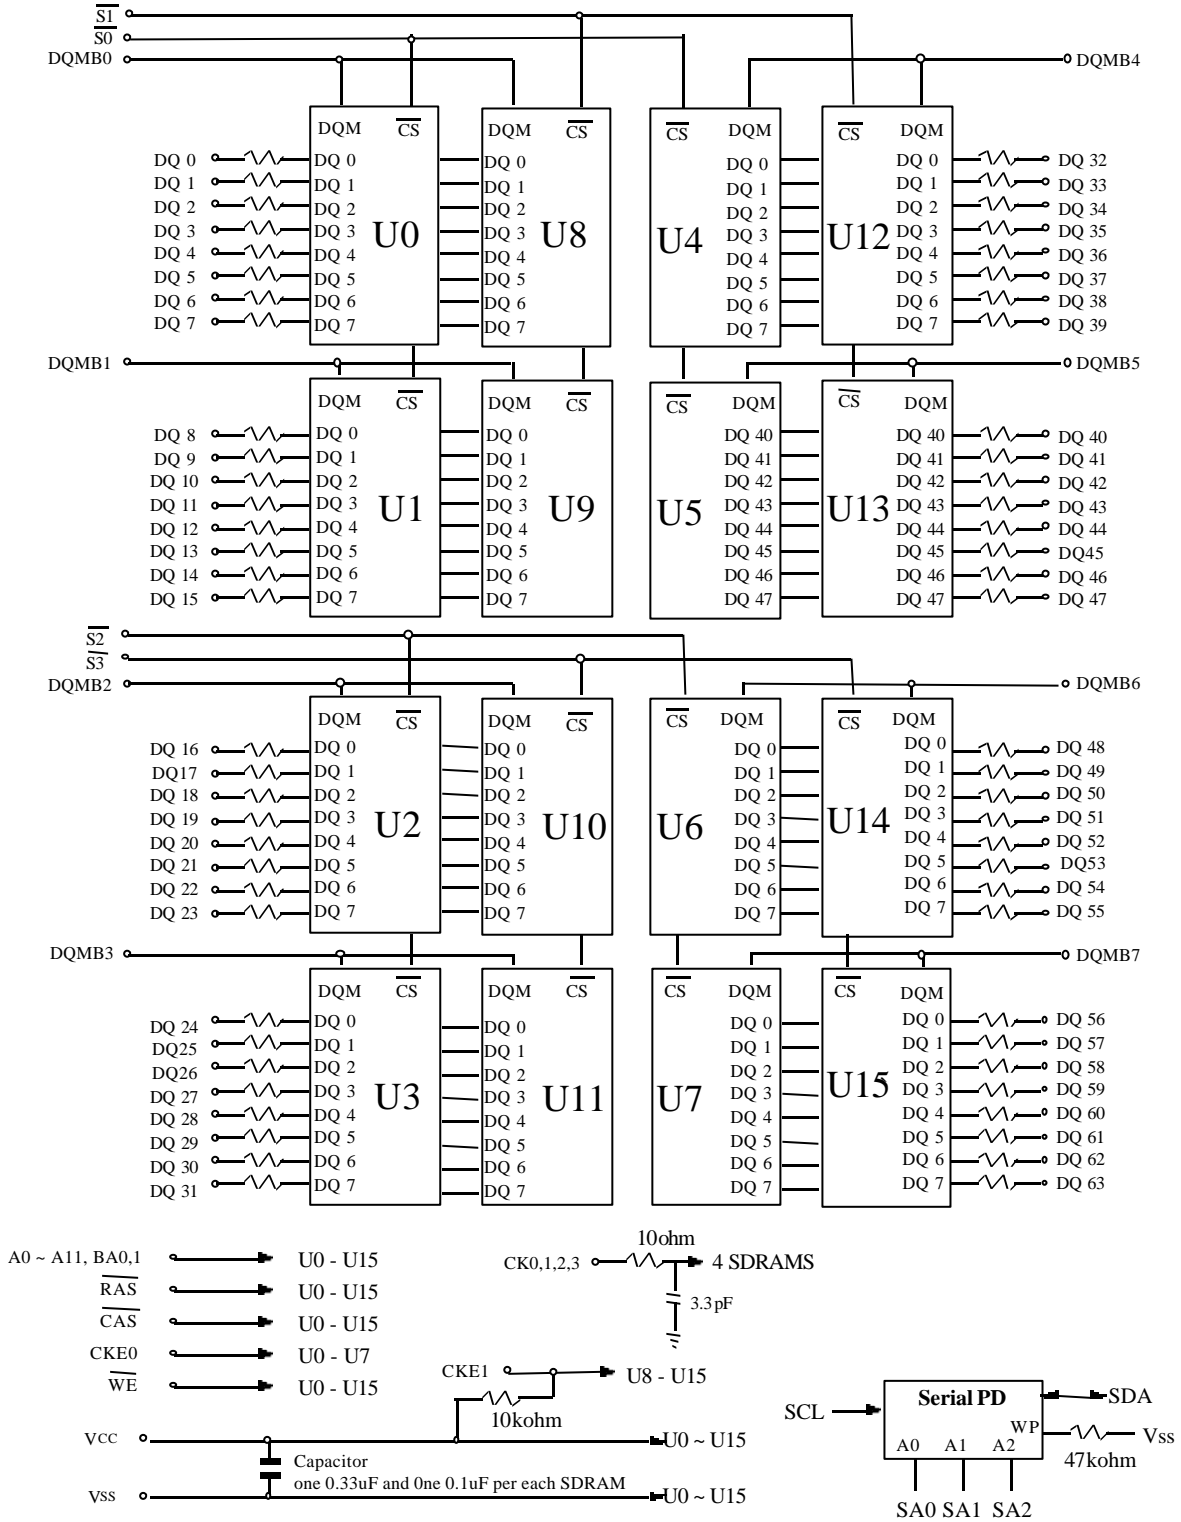 S1
S0
DQMB0
DQMB4
DQM CS
CS
CS DQM
CS DQM
DQ 0 DQ 0 DQ 0 DQ 0 DQ 0 DQ 32
DQ 1 DQ 1 DQ 1 DQ 1 DQ 1 DQ 33
DQ 2 DQ 2 DQ 2 DQ 2 DQ 2 DQ 34
DQ 3 DQ 3 DQ 3 DQ 3 DQ 3 DQ 35
U0 U8 U4 U12
DQ 4 DQ 4 DQ 4 DQ 4 DQ 4 DQ 36
DQ 5 DQ 5 DQ 5 DQ 5 DQ 5 DQ 37
DQ 6 DQ 6 DQ 6 DQ 6 DQ 6 DQ 38
DQ 7 DQ 7 DQ 7 DQ 7 DQ 7 DQ 39
DQMB1
DQMB5
DQM CS
CS
CS DQM
CS DQM
DQ 8 DQ 0 DQ 0 DQ 40 DQ 40 DQ 40
DQ 9 DQ 1 DQ 1 DQ 41 DQ 41 DQ 41
DQ 10 DQ 2 DQ 2 DQ 42 DQ 42 DQ 42
DQ 11 DQ 3 DQ 3 DQ 43 DQ 43 DQ 43
U1 U9 U5 U13
DQ 12 DQ 4 DQ 4 DQ 44 DQ 44 DQ 44
DQ 13 DQ 5 DQ 5 DQ 45 DQ 45 DQ45
DQ 14 DQ 6 DQ 6 DQ 46 DQ 46 DQ 46
DQ 15 DQ 7 DQ 7 DQ 47 DQ 47 DQ 47
S2
S3
DQMB2
DQMB6
DQM CS
CS
CS DQM
CS DQM
DQ 16 DQ 0 DQ 0 DQ 0 DQ 0 DQ 48
DQ17 DQ 1 DQ 1 DQ 1 DQ 1 DQ 49
DQ 18 DQ 2 DQ 2 DQ 2 DQ 2 DQ 50
DQ 19 DQ 3 DQ 3 DQ 3 DQ 3 DQ 51
U2 U10 U6 U14
DQ 20 DQ 4 DQ 4 DQ 4 DQ 4 DQ 52
DQ 21 DQ 5 DQ 5 DQ 5 DQ 5 DQ53
DQ 22 DQ 6 DQ 6 DQ 6 DQ 6 DQ 54
DQ 23 DQ 7 DQ 7 DQ 7 DQ 7 DQ 55
DQMB3
DQMB7
DQM CS
CS
CS DQM
CS DQM
DQ 24 DQ 0 DQ 0 DQ 0 DQ 0 DQ 56
DQ25 DQ 1 DQ 1 DQ 1 DQ 1 DQ 57
DQ26 DQ 2 DQ 2 DQ 2 DQ 2 DQ 58
DQ 27 DQ 3 DQ 3 DQ 3 DQ 3 DQ 59
U3 U11 U7 U15
DQ 28 DQ 4 DQ 4 DQ 4 DQ 4 DQ 60
DQ 29 DQ 5 DQ 5 DQ 5 DQ 5 DQ 61
DQ 30 DQ 6 DQ 6 DQ 6 DQ 6 DQ 62
DQ 31 DQ 7 DQ 7 DQ 7 DQ 7 DQ 63
A0 ~ A11, BA0,1 U0 - U15
RAS U0 - U15
CAS U0 - U15
CKE0 U0 - U7
WE U0 - U15
10ohm
CK0,1,2,3 4 SDRAMS
3.3pF
CKE1 U8 - U15
10kohm
VCC U0 ~ U15
Capacitor
one 0.33uF and 0ne 0.1uF per each SDRAM
VSS U0 ~ U15
Serial PD
SCL SDA
WP Vss
47kohm
A0 A1 A2
SA0 SA1 SA2